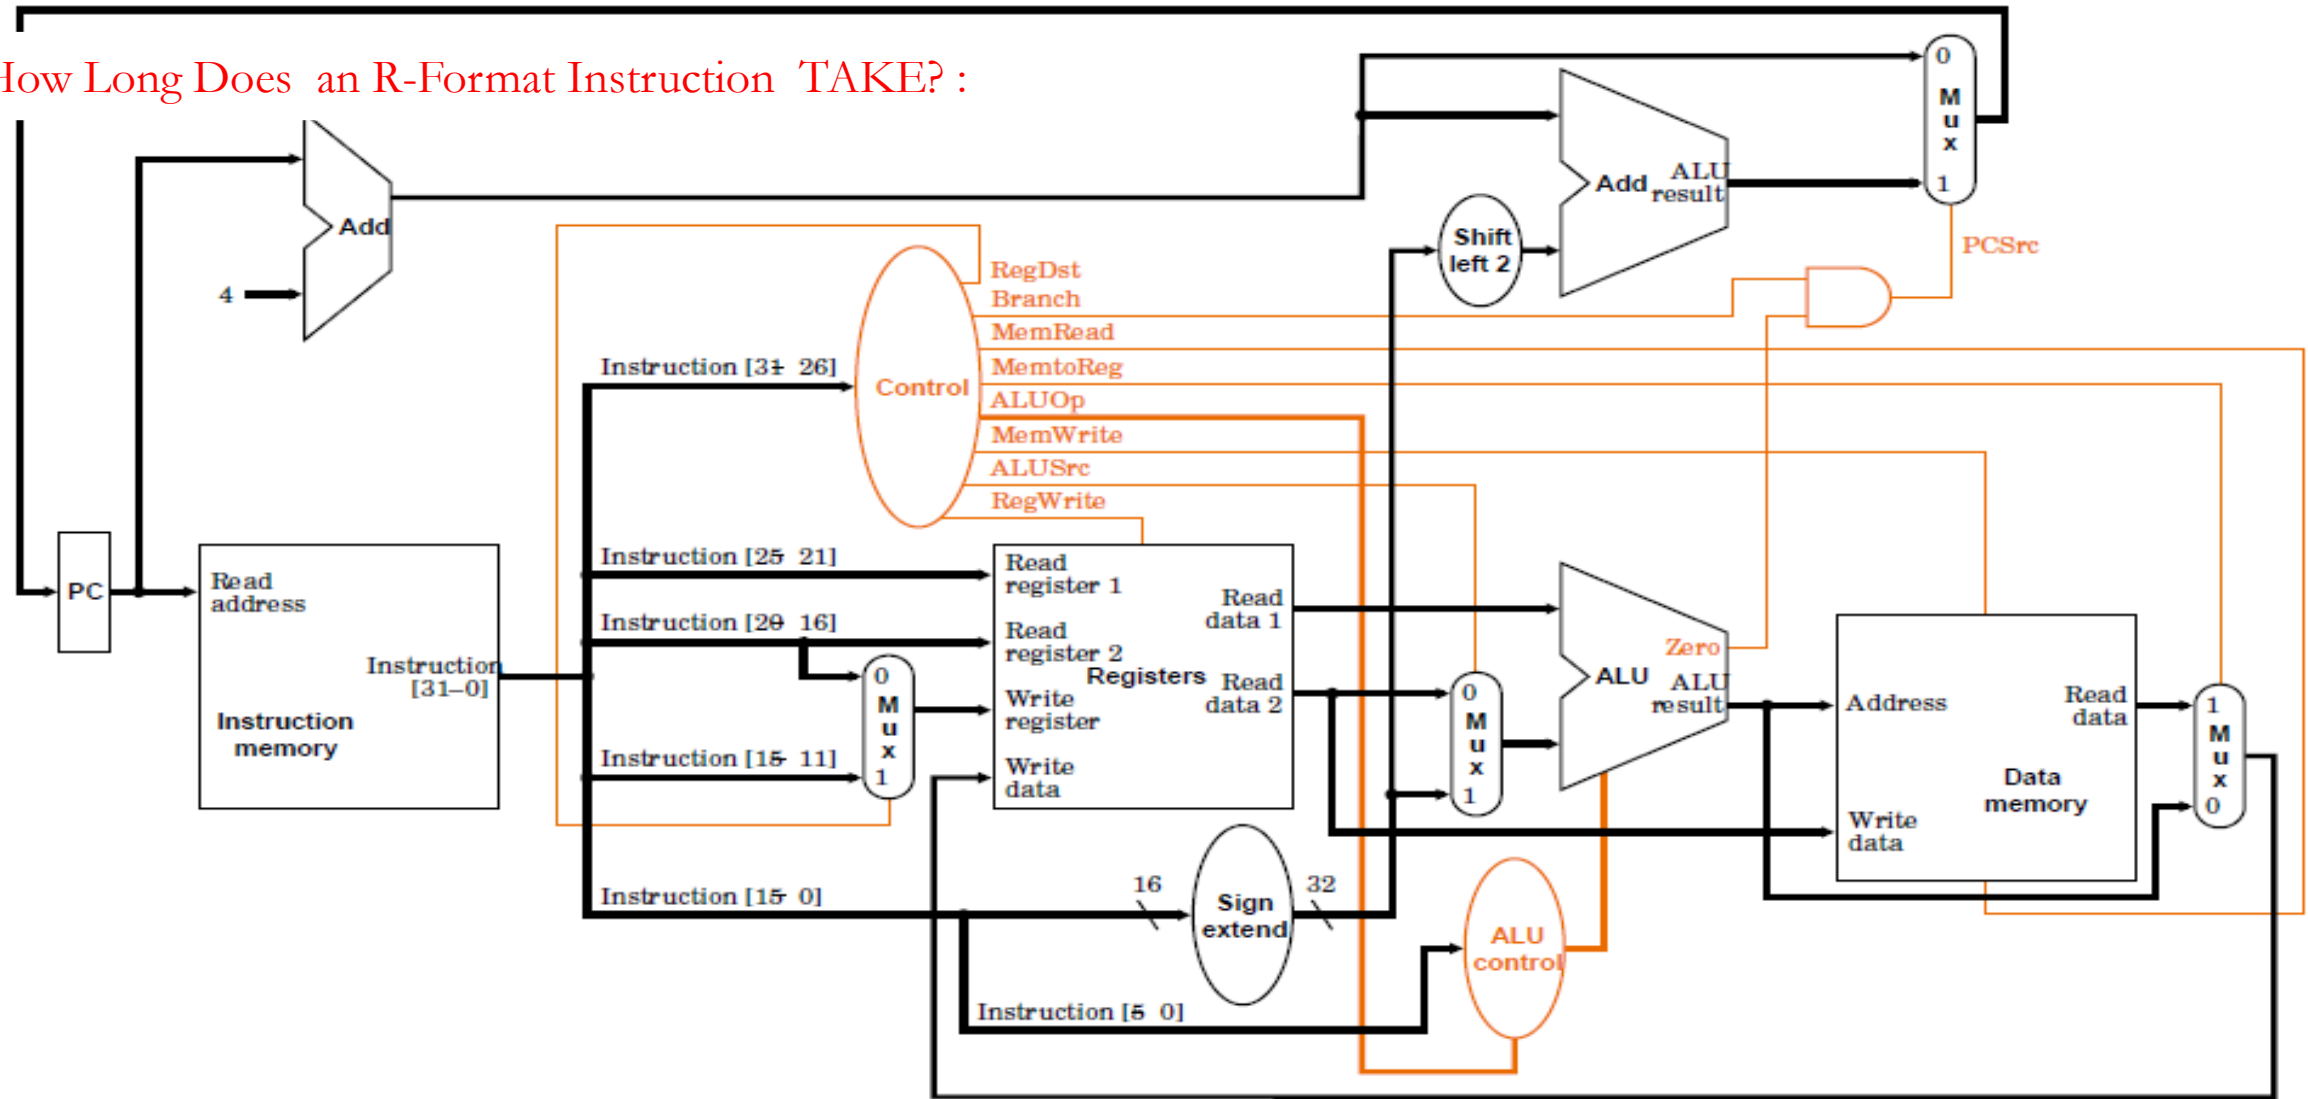 How Long Does an R-Format Instruction TAKE? :
0
M
u
x
1
Add
ALU
result
Add
4
Shift
left 2
PCSrc
RegDst
Branch
MemRead
MemtoReg
ALUOp
MemWrite
ALUSrc
RegWrite
Control
Instruction [31 26]
Instruction [25 21]
Instruction [20 16]
Instruction [15 11]
Instruction [15 0]
Instruction [5 0]
PC
Read
address
Instruction
[31–0]
Instruction
memory
0
M
u
x
1
Read
register 1
Read
register 2
Write
register
Write
data
Registers
Read
data 1
Read
data 2
0
M
u
x
1
Zero
ALU
ALU
result
Address
Write
data
Read
data
Data
memory
1
M
u
x
0
16
Sign
extend
32
ALU
control